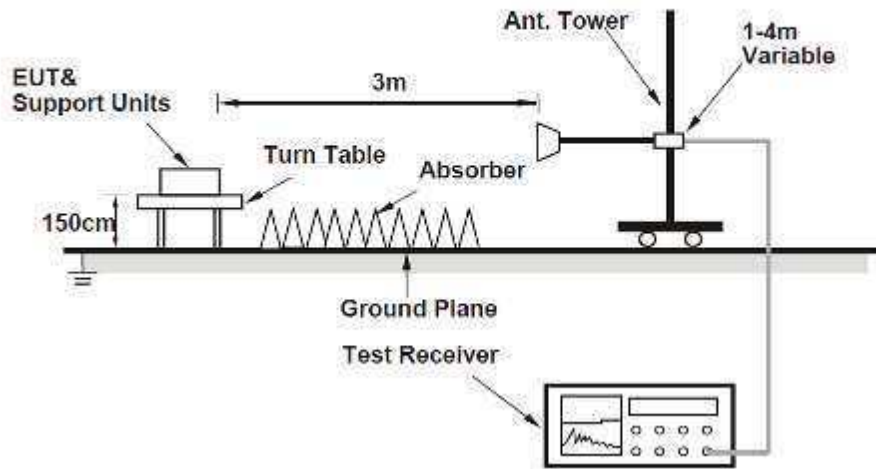 Ant. Tower
1-4m
Variable
EUT&
Support Units
3m
Turn Table
Absorber
150cm
Ground Plane
Test Receiver